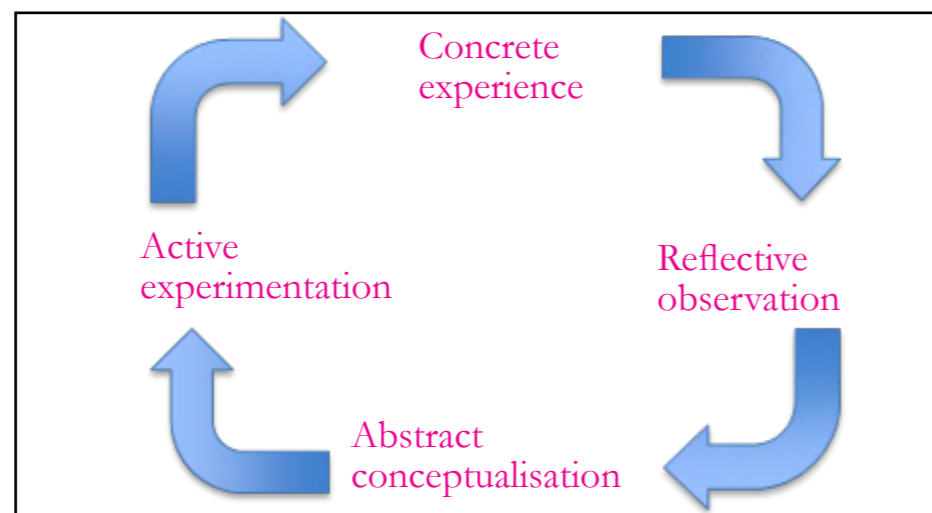 Concrete
experience
Reflective
observation
Abstract
conceptualisation
Active
experimentation